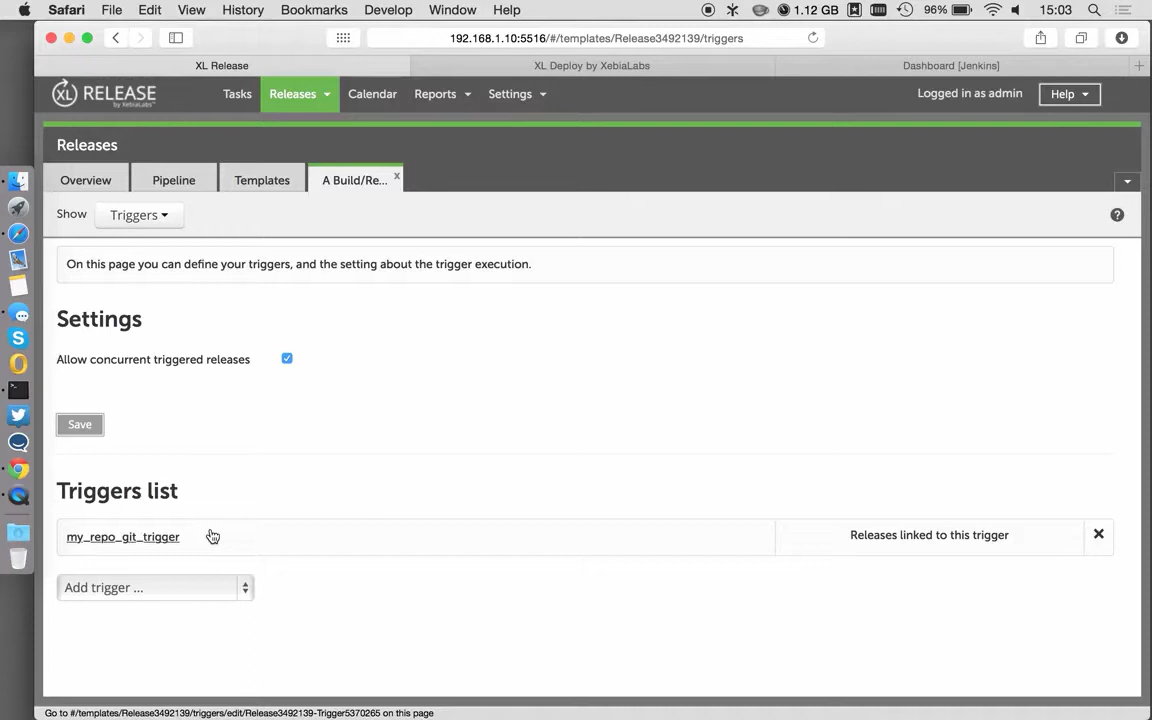 Safari File Edit View History Bookmarks Develop Window Help 1.12 GB 96% 15:03
192.168.1.10:5516/#/templates/Release3492139/triggers
XL Release XL Deploy by XebiaLabs Dashboard [Jenkins] +
XL RELEASE by XebiaLabs Tasks Releases Calendar Reports Settings Logged in as admin Help
Releases
Overview Pipeline Templates A Build/Re... x
Show Triggers ?
On this page you can define your triggers, and the setting about the trigger execution.
Settings
Allow concurrent triggered releases
Save
Triggers list
my_repo_git_trigger Releases linked to this trigger
Add trigger ...
Go to #/templates/Release3492139/triggers/edit/Release3492139-Trigger5370265 on this page